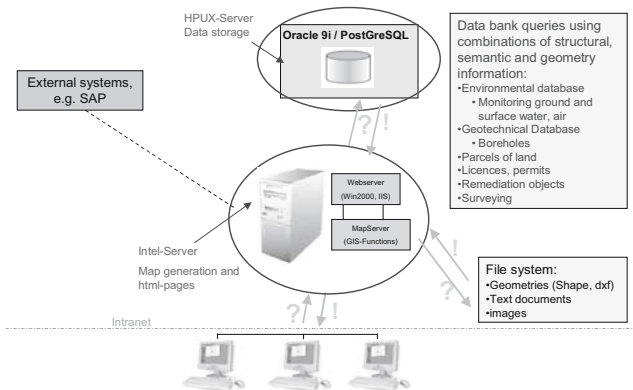 HPUX-Server
Data storage
Oracle 9i / PostGreSQL
Data bank queries using
combinations of structural,
semantic and geometry
information:
•Environmental database
• Monitoring ground and
surface water, air
•Geotechnical Database
• Boreholes
•Parcels of land
•Licences, permits
•Remediation objects
•Surveying
External systems,
e.g. SAP
? !
Webserver
(Win2000, IIS)
MapServer
(GIS-Functions)
Intel-Server
Map generation and
html-pages
! ?
File system:
•Geometries (Shape, dxf)
•Text documents
•images
? !
Intranet